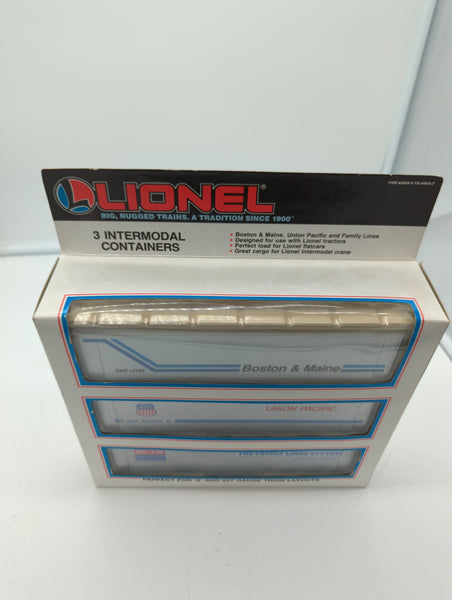 LIONEL®
BIG, RUGGED TRAINS. A TRADITION SINCE 1900™
FOR AGES 8 TO ADULT
3 INTERMODAL
CONTAINERS
• Boston & Maine, Union Pacific and Family Lines
• Designed for use with Lionel tractors
• Perfect load for Lionel flatcars
• Great cargo for Lionel Intermodal crane
Boston & Maine
UNION PACIFIC
THE FAMILY LINES SYSTEM
PERFECT FOR "O" AND O27 GAUGE TRAIN LAYOUTS